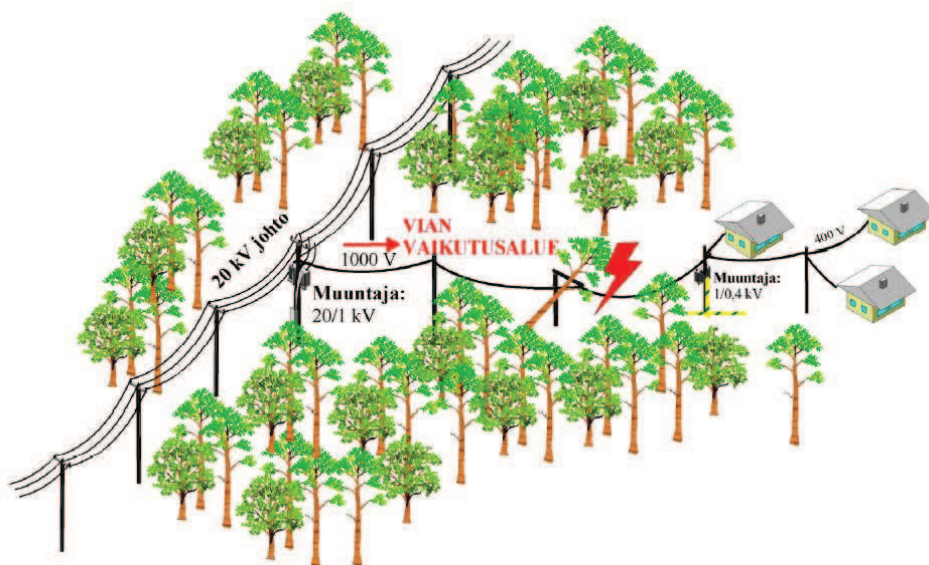 20 kV johto
VIAN
VAIKUTUSALUE
1000 V
Muuntaja:
20/1 kV
Muuntaja:
1/0,4 kV
400 V